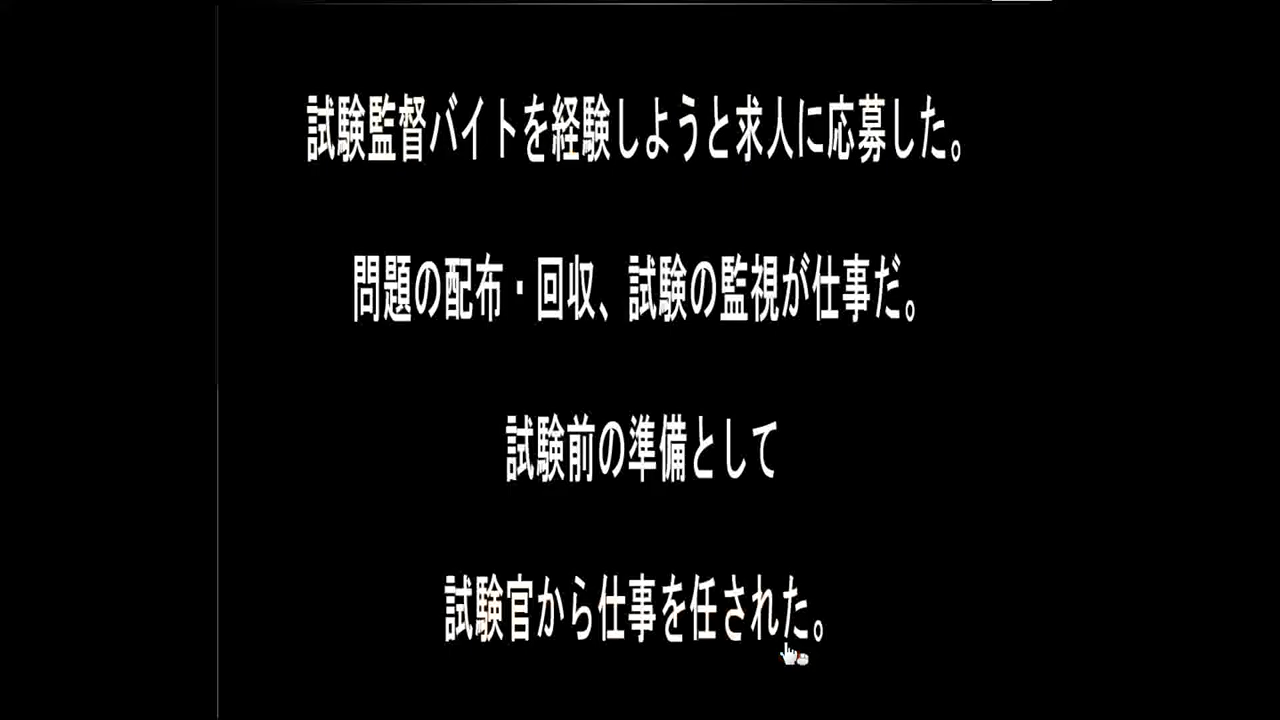 試験監督バイトを経験しようと求人に応募した。
問題の配布・回収、試験の監視が仕事だ。
試験前の準備として
試験官から仕事を任された。